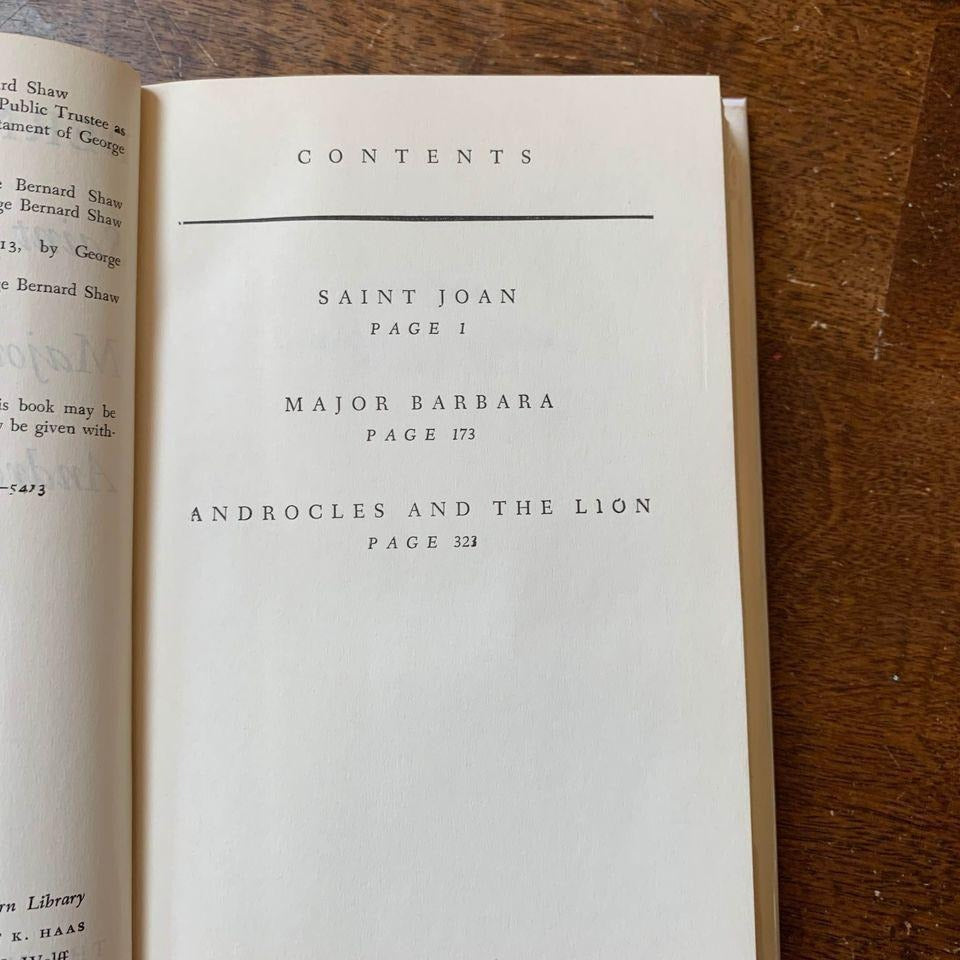 rd Shaw
Public Trustee as
tament of George
e Bernard Shaw
ge Bernard Shaw
13, by George
e Bernard Shaw
is book may be
y be given with-
—5473
rn Library
K. HAAS
CONTENTS
SAINT JOAN
PAGE 1
MAJOR BARBARA
PAGE 173
ANDROCLES AND THE LION
PAGE 323